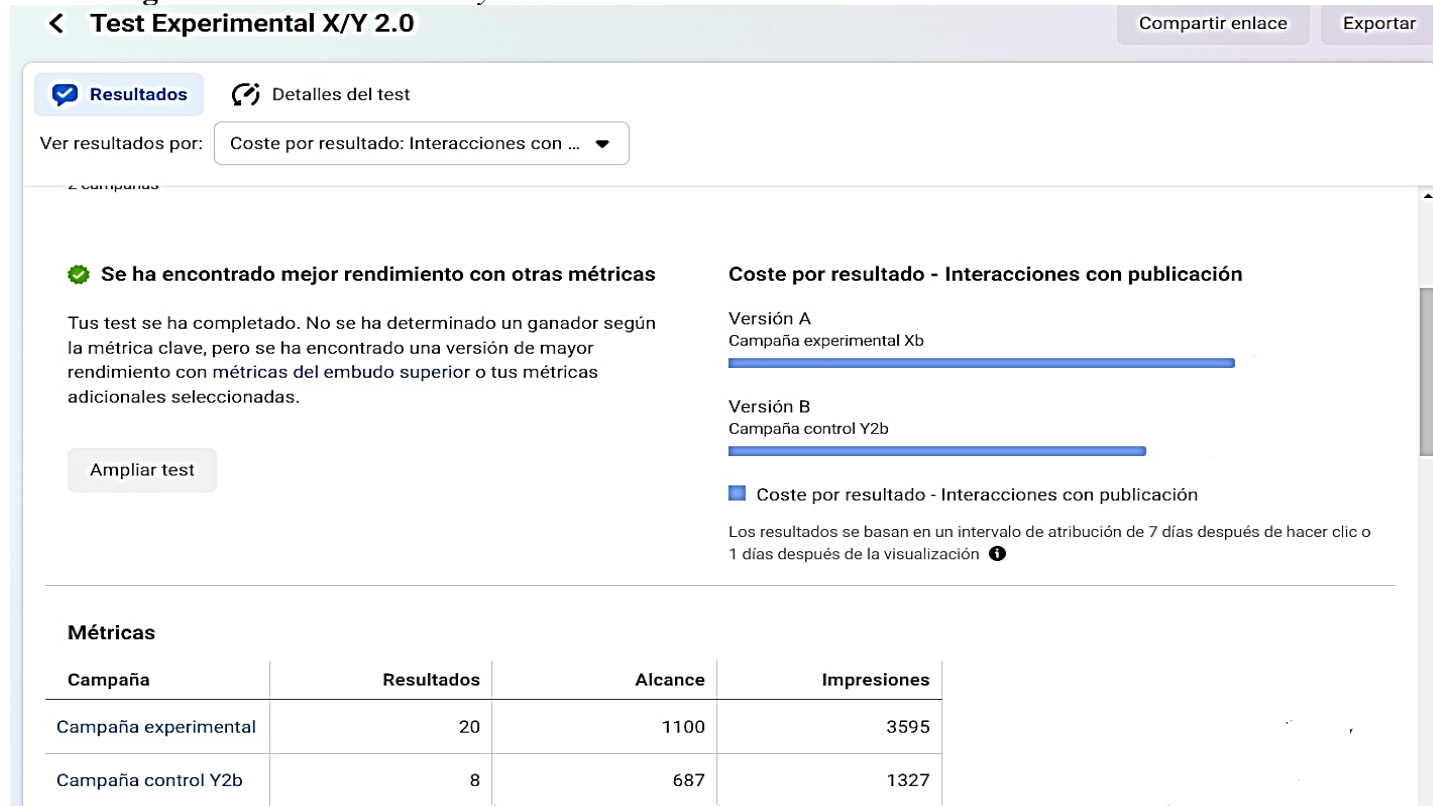 Test Experimental X/Y 2.0
Compartir enlace
Exportar
Resultados
Detalles del test
Ver resultados por:
Coste por resultado: Interacciones con ...
2 campañas
Se ha encontrado mejor rendimiento con otras métricas
Tus test se ha completado. No se ha determinado un ganador según
la métrica clave, pero se ha encontrado una versión de mayor
rendimiento con métricas del embudo superior o tus métricas
adicionales seleccionadas.
Ampliar test
Coste por resultado - Interacciones con publicación
Versión A
Campaña experimental Xb
Versión B
Campaña control Y2b
Coste por resultado - Interacciones con publicación
Los resultados se basan en un intervalo de atribución de 7 días después de hacer clic o
1 días después de la visualización
Métricas
Campaña Resultados Alcance Impresiones
Campaña experimental 20 1100 3595
Campaña control Y2b 8 687 1327